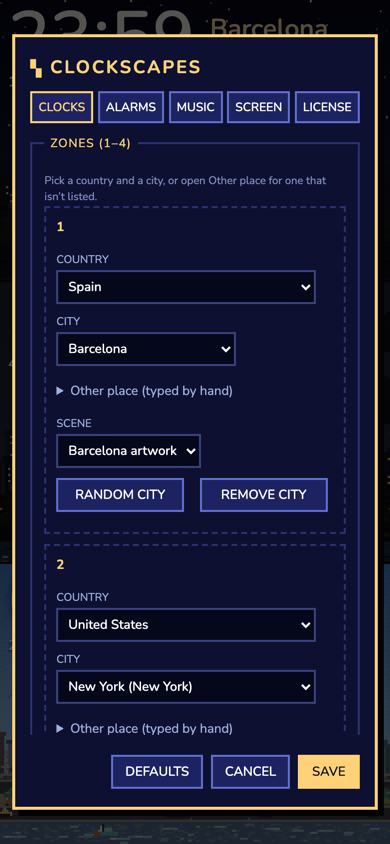 23:59
Barcelona
CLOCKSCAPES
CLOCKS
ALARMS
MUSIC
SCREEN
LICENSE
ZONES (1–4)
Pick a country and a city, or open Other place for one that
isn't listed.
1
COUNTRY
Spain
CITY
Barcelona
Other place (typed by hand)
SCENE
Barcelona artwork
RANDOM CITY
REMOVE CITY
2
COUNTRY
United States
CITY
New York (New York)
Other place (typed by hand)
DEFAULTS
CANCEL
SAVE